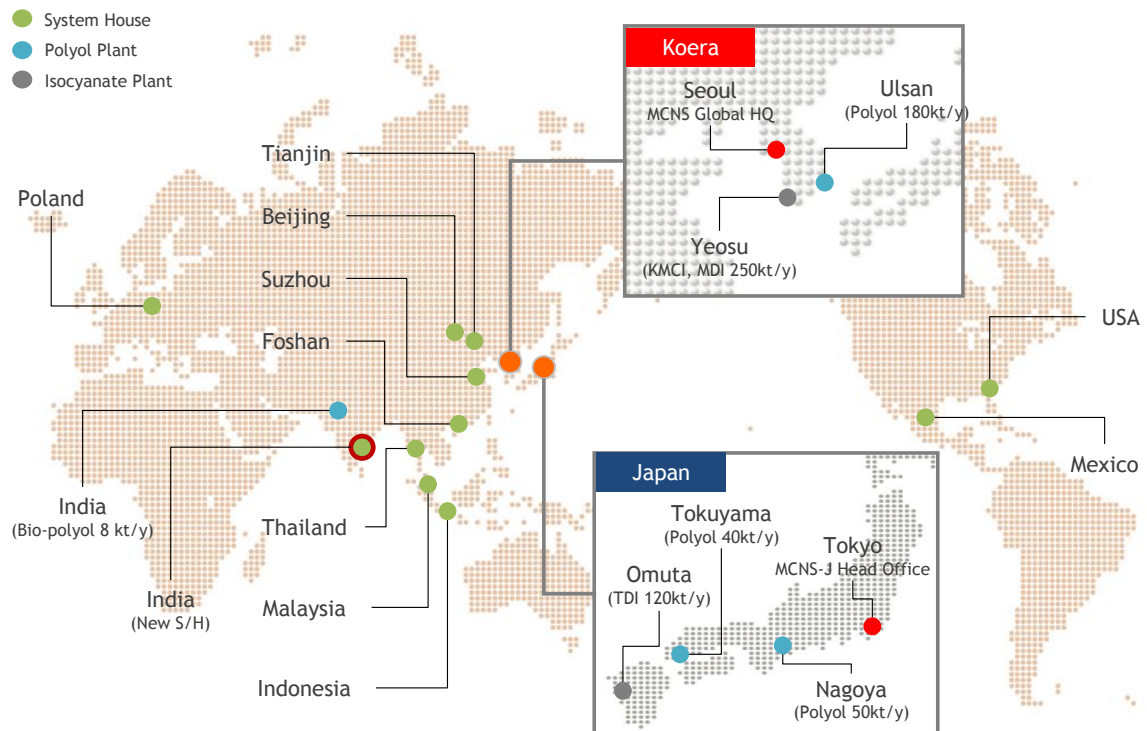 System House
Polyol Plant
Isocyanate Plant
Koera
Seoul
MCNS Global HQ
Ulsan
(Polyol 180kt/y)
Yeosu
(KMCI, MDI 250kt/y)
Tianjin
Poland
Beijing
Suzhou
Foshan
USA
Mexico
India
(Bio-polyol 8 kt/y)
Thailand
India
(New S/H)
Malaysia
Indonesia
Japan
Tokuyama
(Polyol 40kt/y)
Tokyo
MCNS-J Head Office
Omuta
(TDI 120kt/y)
Nagoya
(Polyol 50kt/y)